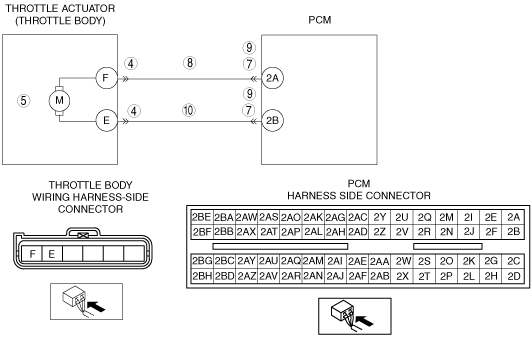 THROTTLE ACTUATOR
(THROTTLE BODY)
PCM
9
4 8 7
F 2A
5 M
9
4 10 7
E 2B
THROTTLE BODY
WIRING HARNESS-SIDE
CONNECTOR
F E
PCM
HARNESS SIDE CONNECTOR
2BE 2BA 2AW 2AS 2AO 2AK 2AG 2AC 2Y 2U 2Q 2M 2I 2E 2A
2BF 2BB 2AX 2AT 2AP 2AL 2AH 2AD 2Z 2V 2R 2N 2J 2F 2B
2BG 2BC 2AY 2AU 2AQ 2AM 2AI 2AE 2AA 2W 2S 2O 2K 2G 2C
2BH 2BD 2AZ 2AV 2AR 2AN 2AJ 2AF 2AB 2X 2T 2P 2L 2H 2D